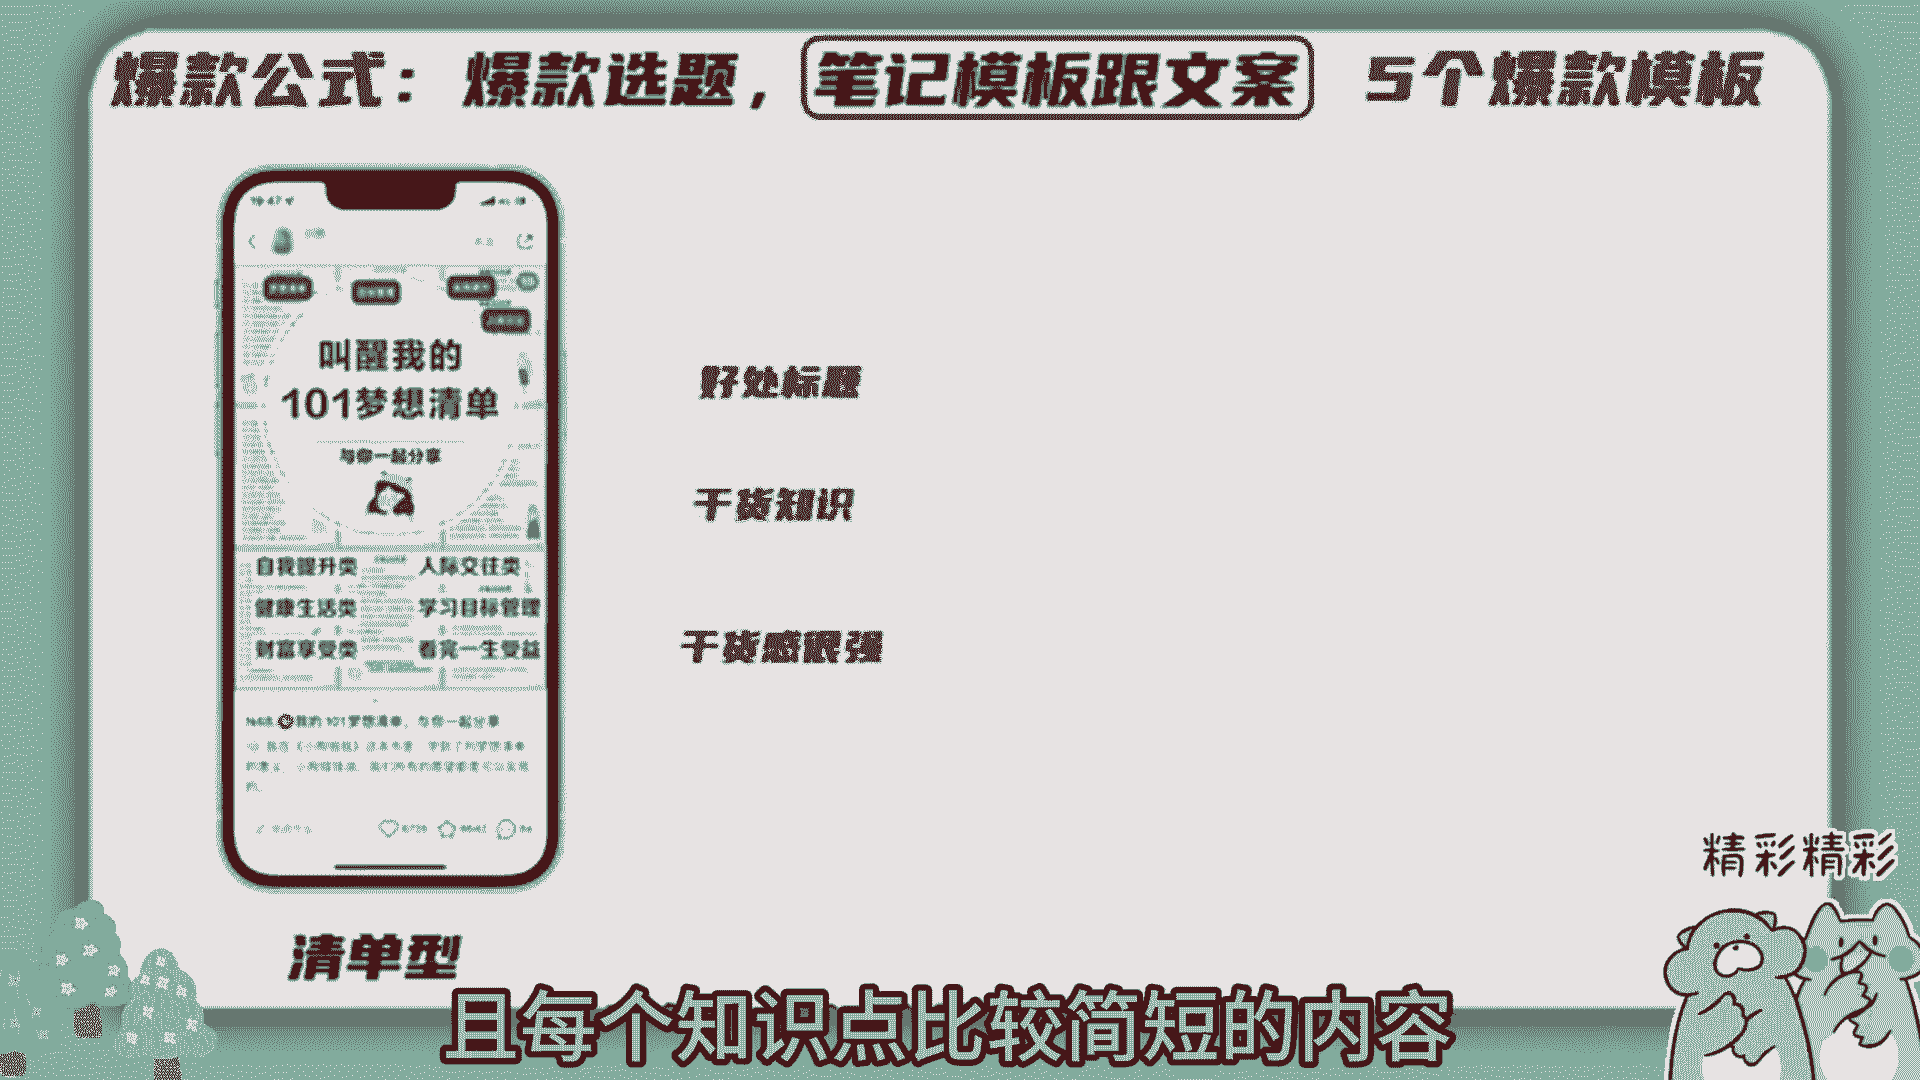 爆款公式：爆款选题，笔记模板跟文案 5个爆款模板
叫醒我的
101梦想清单
与你一起分享
自我提升类 人际交往类
健康生活类 学习目标管理
财富享受类 看完一生受益
我的101梦想清单，与你一起分享
好处标题
干货知识
干货感很强
清单型
精彩精彩
且每个知识点比较简短的内容